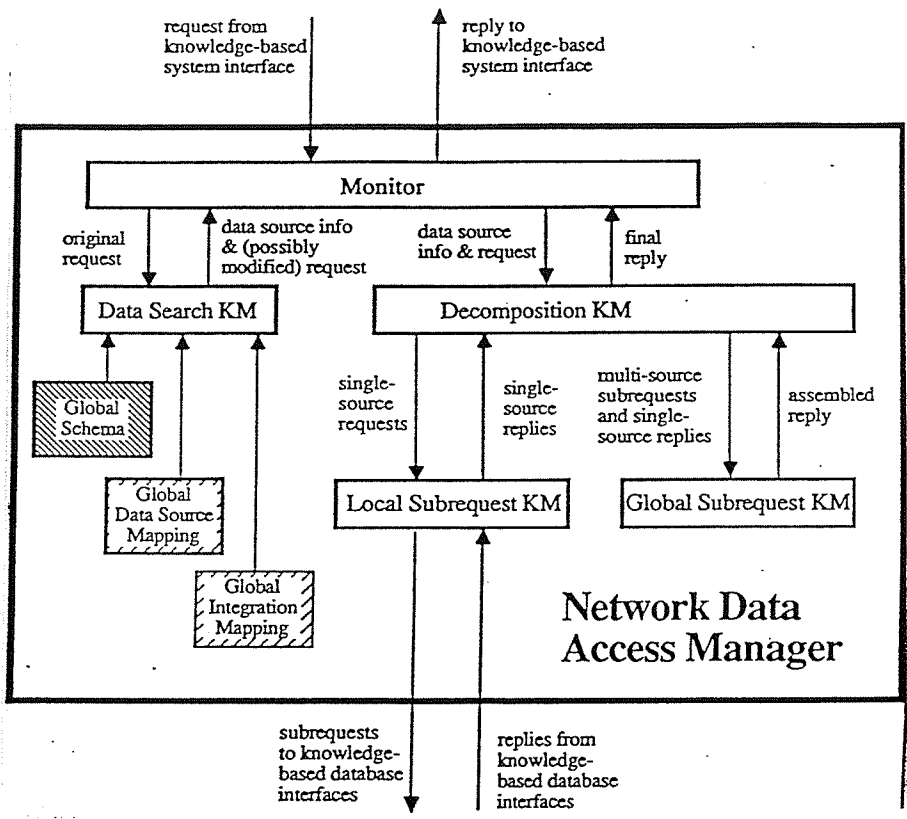 request from
knowledge-based
system interface
reply to
knowledge-based
system interface
Monitor
original
request
data source info
& (possibly
modified) request
data source
info & request
final
reply
Data Search KM
Decomposition KM
Global
Schema
Global
Data Source
Mapping
Global
Integration
Mapping
single-
source
requests
single-
source
replies
multi-source
subrequests
and single-
source replies
assembled
reply
Local Subrequest KM
Global Subrequest KM
Network Data
Access Manager
subrequests
to knowledge-
based database
interfaces
replies from
knowledge-
based database
interfaces